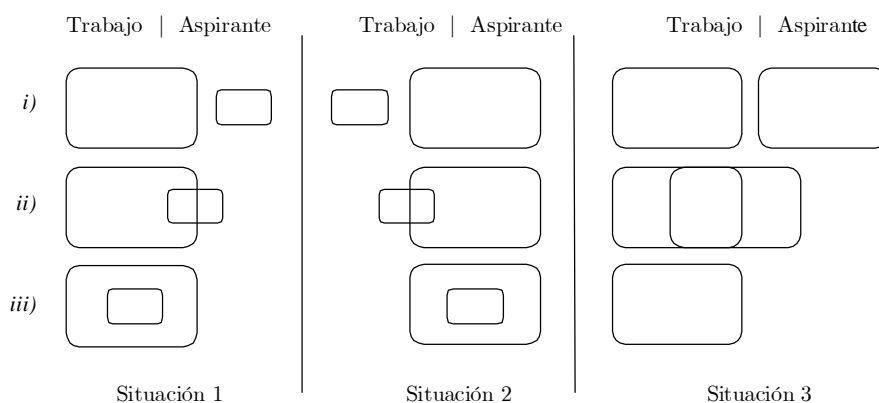 Trabajo | Aspirante Trabajo | Aspirante Trabajo | Aspirante
i)
ii)
iii)
Situación 1 Situación 2 Situación 3